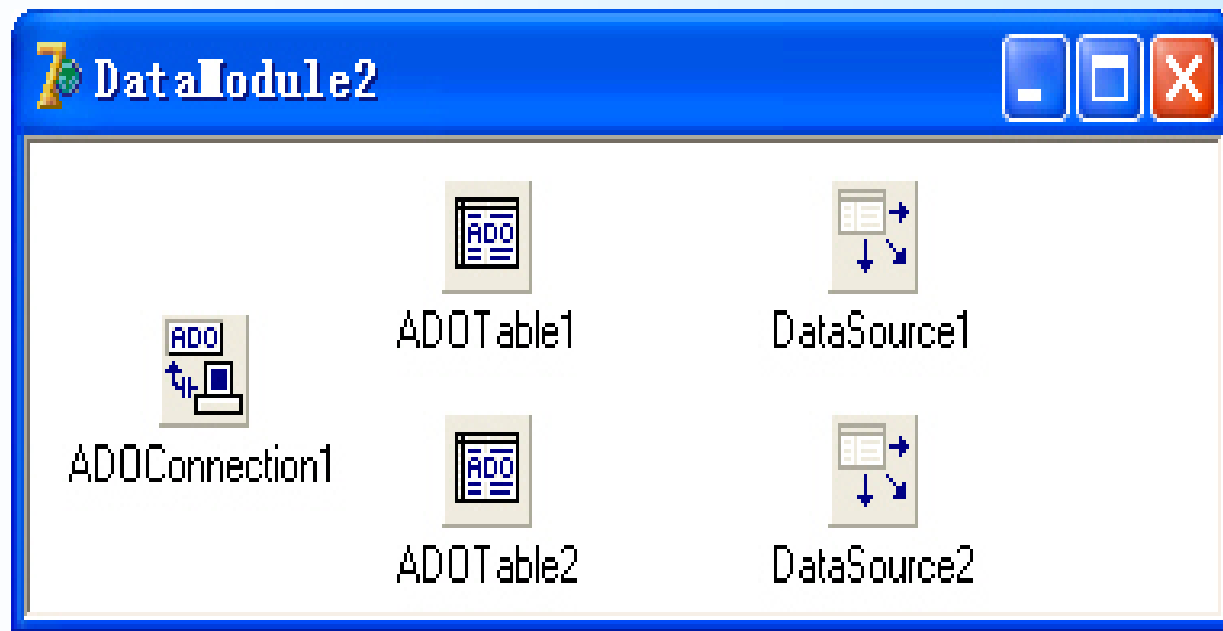 DataModule2
ADO
ADOTable1
DataSource1
ADO
ADOConnection1
ADO
ADOTable2
DataSource2